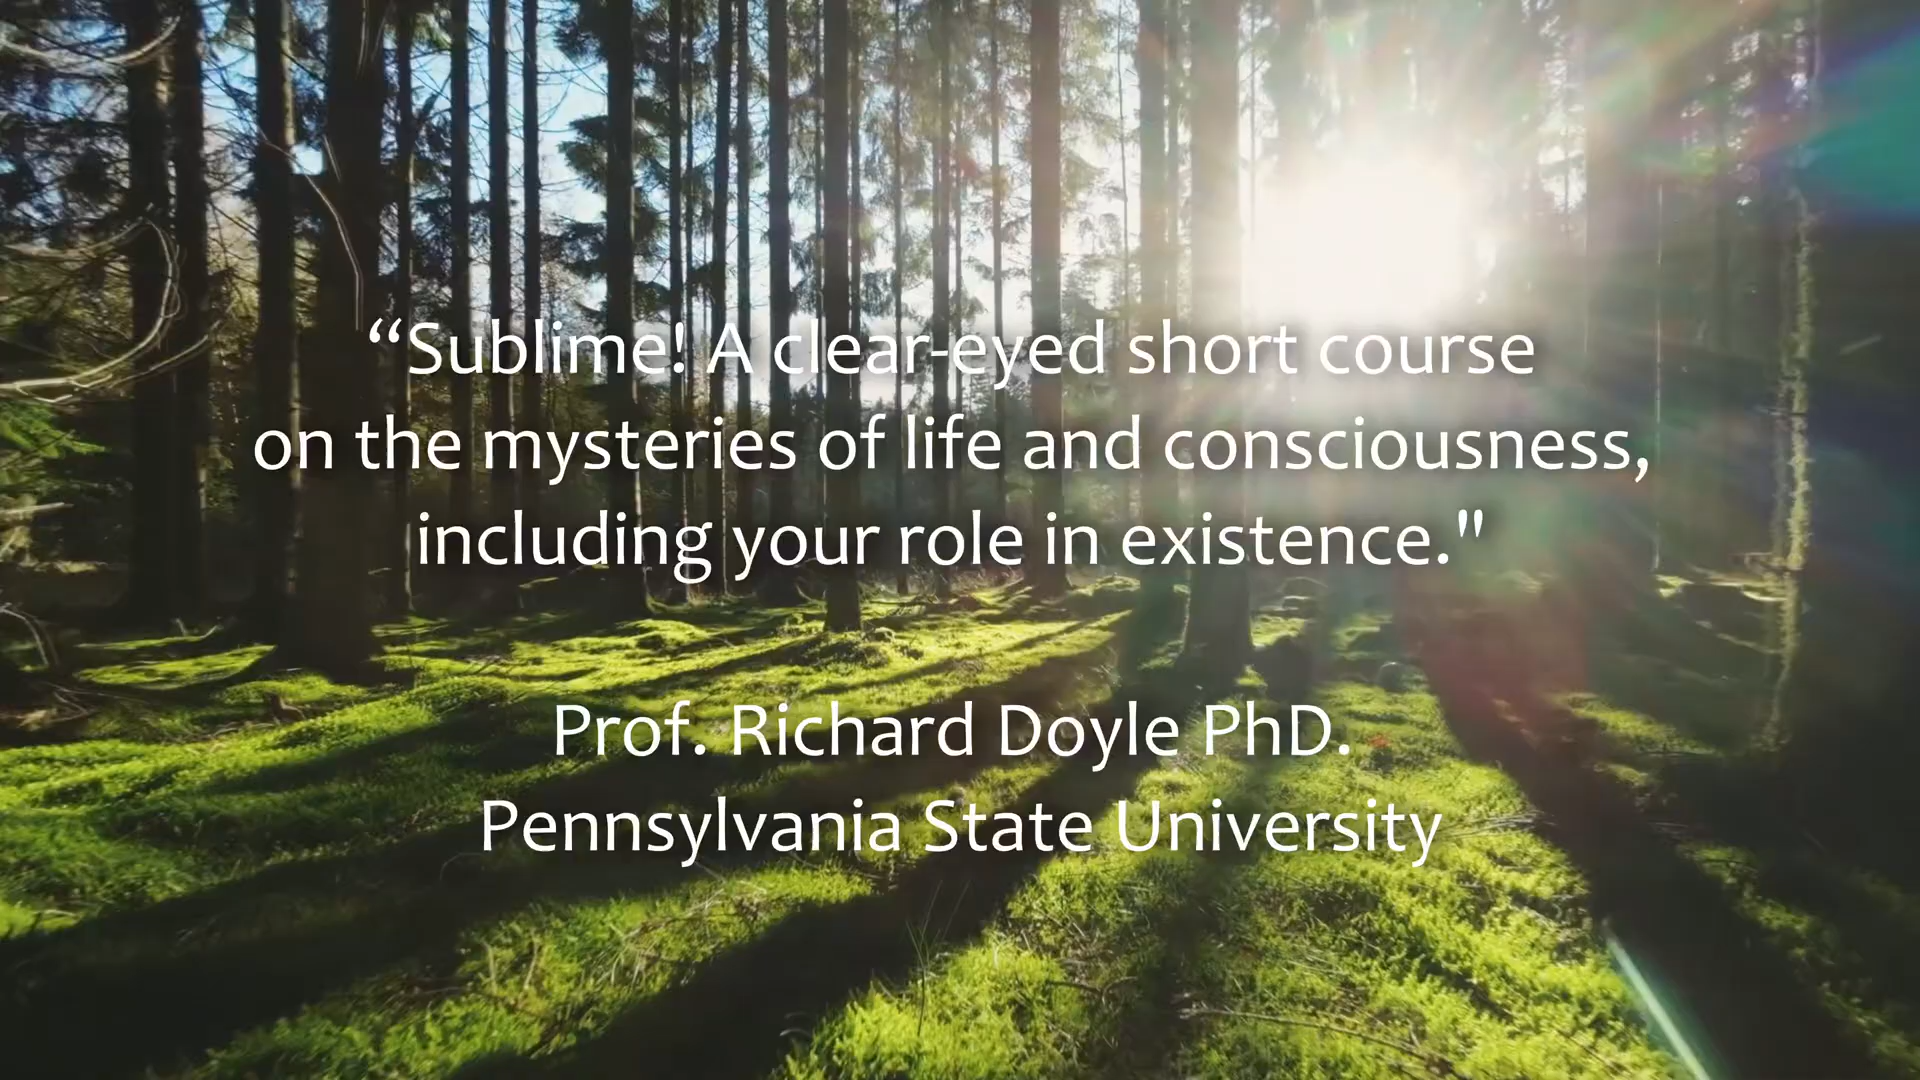 “Sublime! A clear-eyed short course
on the mysteries of life and consciousness,
including your role in existence."
Prof. Richard Doyle PhD.
Pennsylvania State University